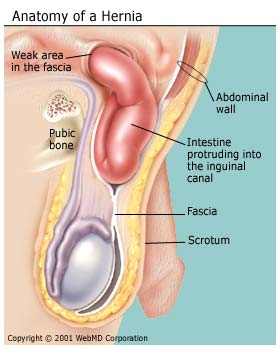 Anatomy of a Hernia
Weak area
in the fascia
Abdominal
wall
Pubic
bone
Intestine
protruding into
the inguinal
canal
Fascia
Scrotum
Copyright © 2001 WebMD Corporation